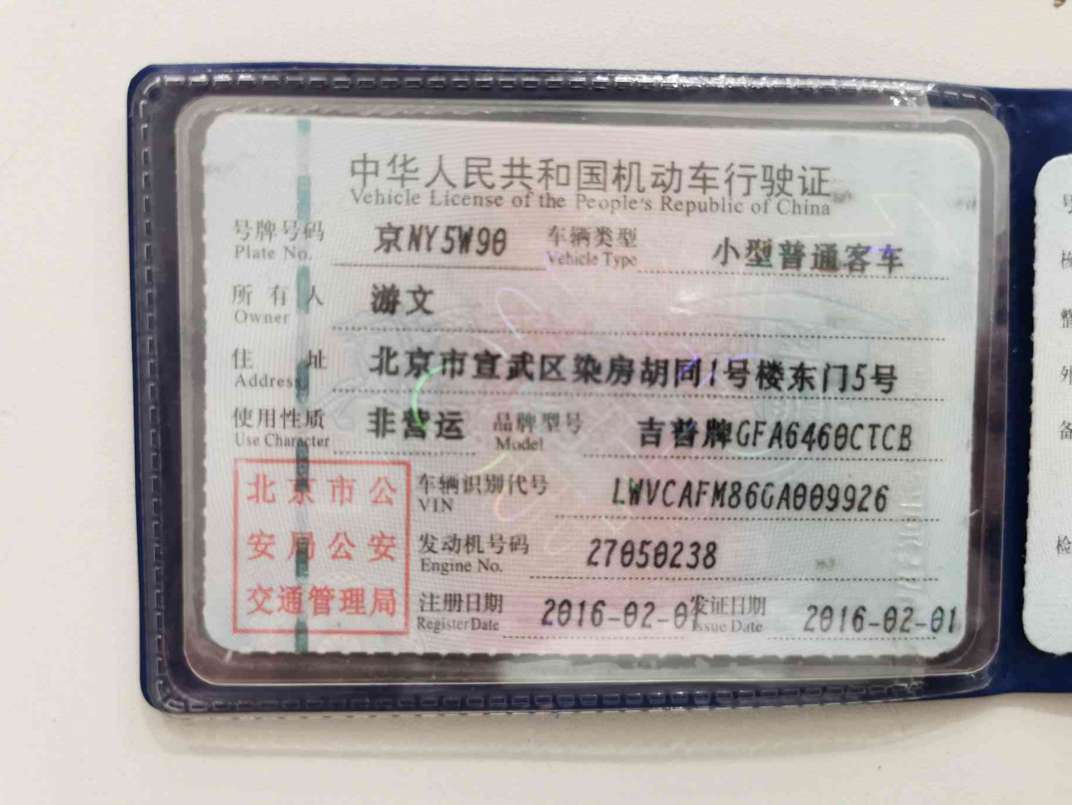 中华人民共和国机动车行驶证
Vehicle License of the People's Republic of China
号牌号码 京NY5W90 车辆类型 小型普通客车
Plate No. Vehicle Type
所有人 游文
Owner
住址 北京市宣武区染房胡同1号楼东门5号
Address
使用性质 非营运 品牌型号 吉普牌GFA6460CTCB
Use Character Model
北京市公安局公安交通管理局
车辆识别代号 LWVCAFM86GA009926
VIN
发动机号码 27050238
Engine No.
注册日期 2016-02-01 发证日期 2016-02-01
Register Date Issue Date